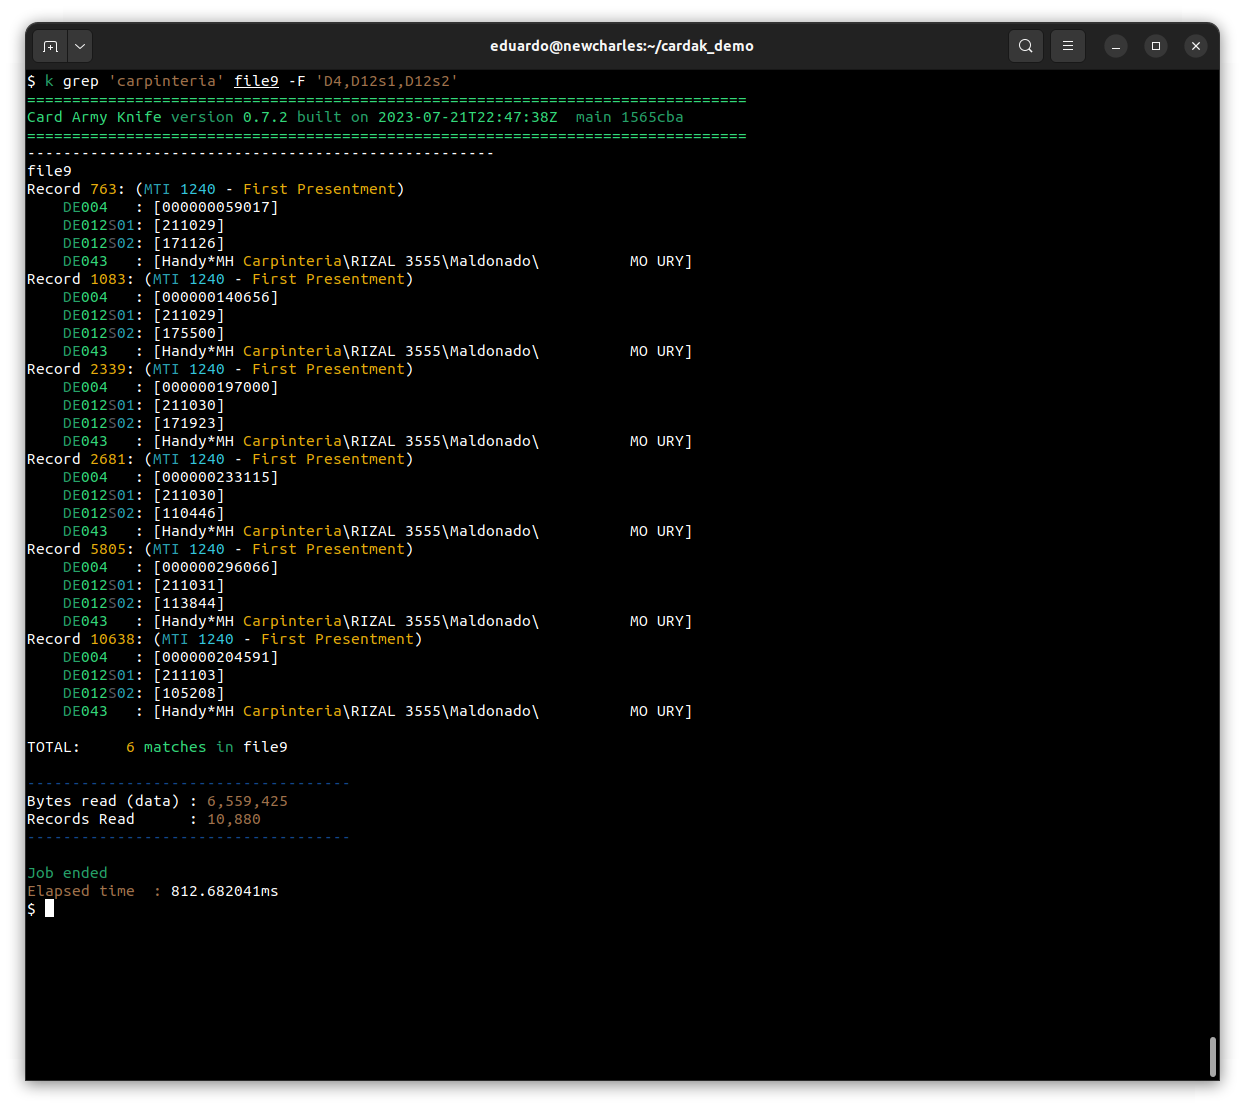 eduardo@newcharles:~/cardak_demo
$ k grep 'carpinteria' file9 -F 'D4,D12s1,D12s2'
================================================================================
Card Army Knife version 0.7.2 built on 2023-07-21T22:47:38Z  main 1565cba
================================================================================
----------------------------------------------------
file9
Record 763: (MTI 1240 - First Presentment)
    DE004   : [000000059017]
    DE012S01: [211029]
    DE012S02: [171126]
    DE043   : [Handy*MH Carpinteria\RIZAL 3555\Maldonado\          MO URY]
Record 1083: (MTI 1240 - First Presentment)
    DE004   : [000000140656]
    DE012S01: [211029]
    DE012S02: [175500]
    DE043   : [Handy*MH Carpinteria\RIZAL 3555\Maldonado\          MO URY]
Record 2339: (MTI 1240 - First Presentment)
    DE004   : [000000197000]
    DE012S01: [211030]
    DE012S02: [171923]
    DE043   : [Handy*MH Carpinteria\RIZAL 3555\Maldonado\          MO URY]
Record 2681: (MTI 1240 - First Presentment)
    DE004   : [000000233115]
    DE012S01: [211030]
    DE012S02: [110446]
    DE043   : [Handy*MH Carpinteria\RIZAL 3555\Maldonado\          MO URY]
Record 5805: (MTI 1240 - First Presentment)
    DE004   : [000000296066]
    DE012S01: [211031]
    DE012S02: [113844]
    DE043   : [Handy*MH Carpinteria\RIZAL 3555\Maldonado\          MO URY]
Record 10638: (MTI 1240 - First Presentment)
    DE004   : [000000204591]
    DE012S01: [211103]
    DE012S02: [105208]
    DE043   : [Handy*MH Carpinteria\RIZAL 3555\Maldonado\          MO URY]
TOTAL:     6 matches in file9
------------------------------------
Bytes read (data) : 6,559,425
Records Read      : 10,880
------------------------------------
Job ended
Elapsed time  : 812.682041ms
$